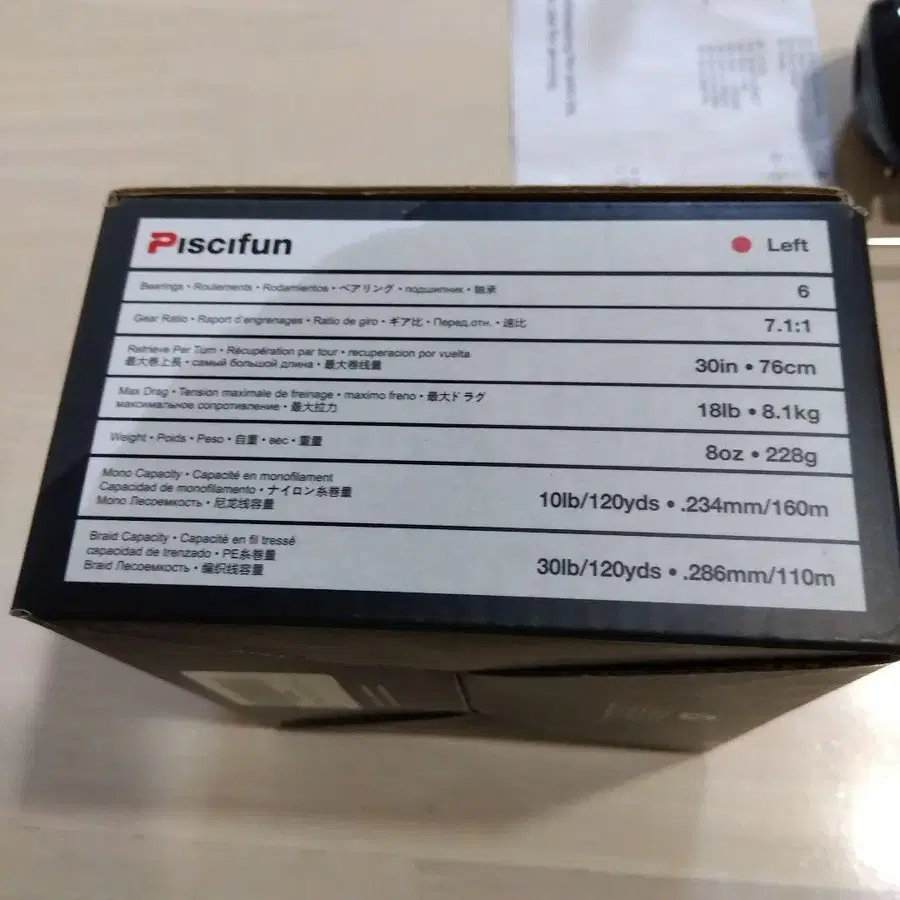 Piscifun
Left
Bearings • Roulements • Rodamientos • ベアリング • подшипник • 軸承
6
Gear Ratio • Raport d'engrenages • Ratio de giro • ギア比 • Перед.отн. • 速比
7.1:1
Retrieve Per Turn • Récupération par tour • recuperacion por vuelta
最大巻上長 • самый большой длина • 最大卷线量
30in • 76cm
Max Drag • Tension maximale de freinage • maximo freno • 最大ドラグ
максимальное сопротивление • 最大拉力
18lb • 8.1kg
Weight • Poids • Peso • 自重 • вес • 重量
8oz • 228g
Mono Capacity • Capacité en monofilament
Capacidad de monofilamento • ナイロン糸巻量
Mono Лесоемкость • 尼龙线容量
10lb/120yds • .234mm/160m
Braid Capacity • Capacité en fil tressé
capacidad de trenzado • PE糸巻量
Braid Лесоемкость • 编织线容量
30lb/120yds • .286mm/110m